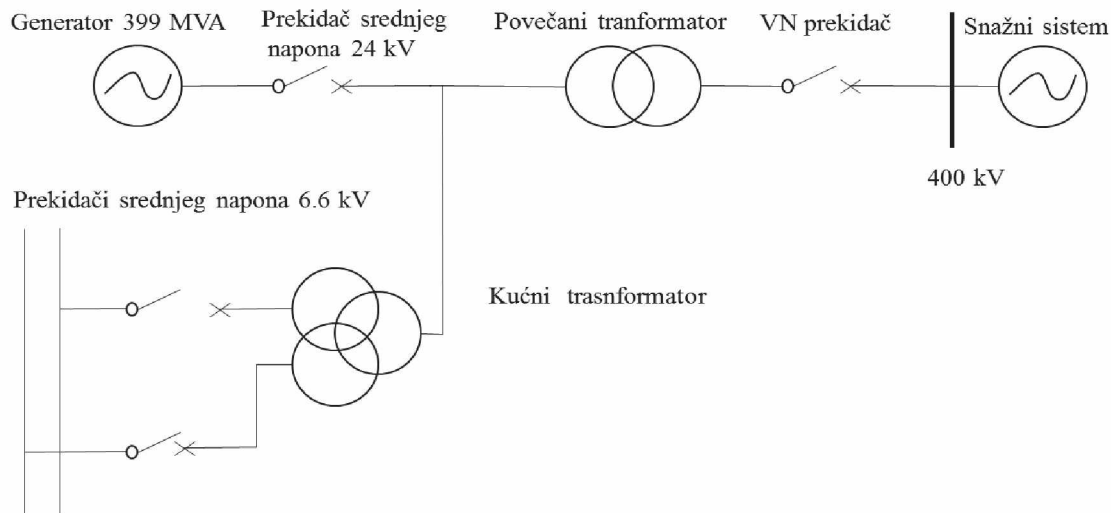 Generator 399 MVA
Prekidač srednjeg
napona 24 kV
Povečani tranformator
VN prekidač
Snažni sistem
400 kV
Prekidači srednjeg napona 6.6 kV
Kućni trasnformator